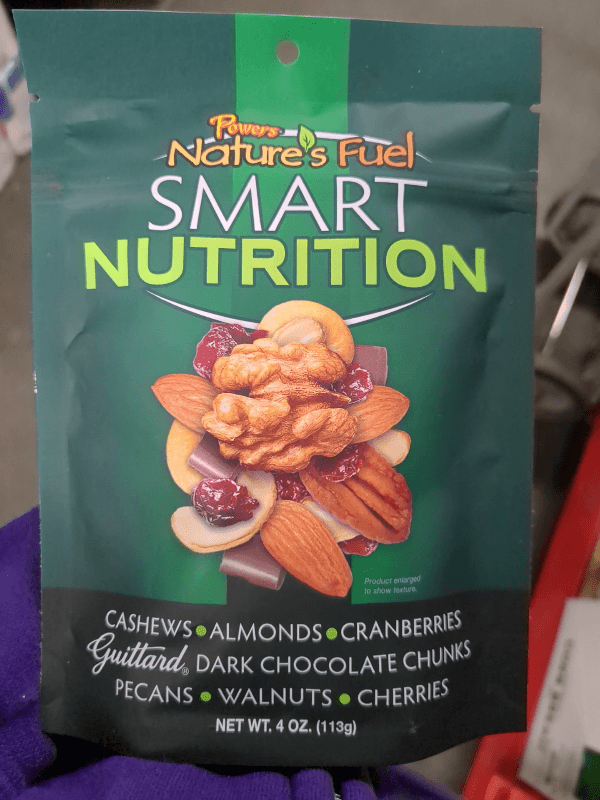 Powers
Nature's Fuel
SMART
NUTRITION
Product enlarged
to show texture.
CASHEWS • ALMONDS • CRANBERRIES
Guittard® DARK CHOCOLATE CHUNKS
PECANS • WALNUTS • CHERRIES
NET WT. 4 OZ. (113g)